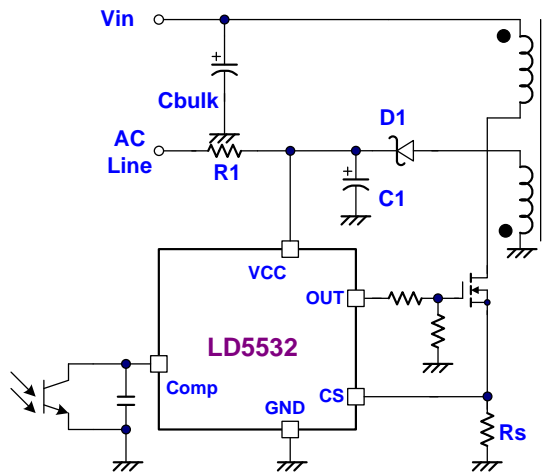 Vin
+
Cbulk
D1
AC
Line
R1
+
C1
VCC
OUT
LD5532
Comp
CS
GND
Rs